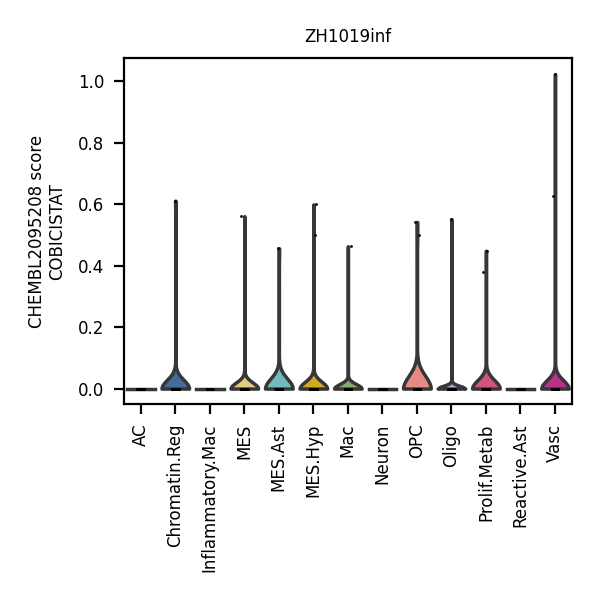 ZH1019inf
CHEMBL2095208 score
COBICISTAT
1.0
0.8
0.6
0.4
0.2
0.0
AC
Chromatin.Reg
Inflammatory.Mac
MES
MES.Ast
MES.Hyp
Mac
Neuron
OPC
Oligo
Prolif.Metab
Reactive.Ast
Vasc